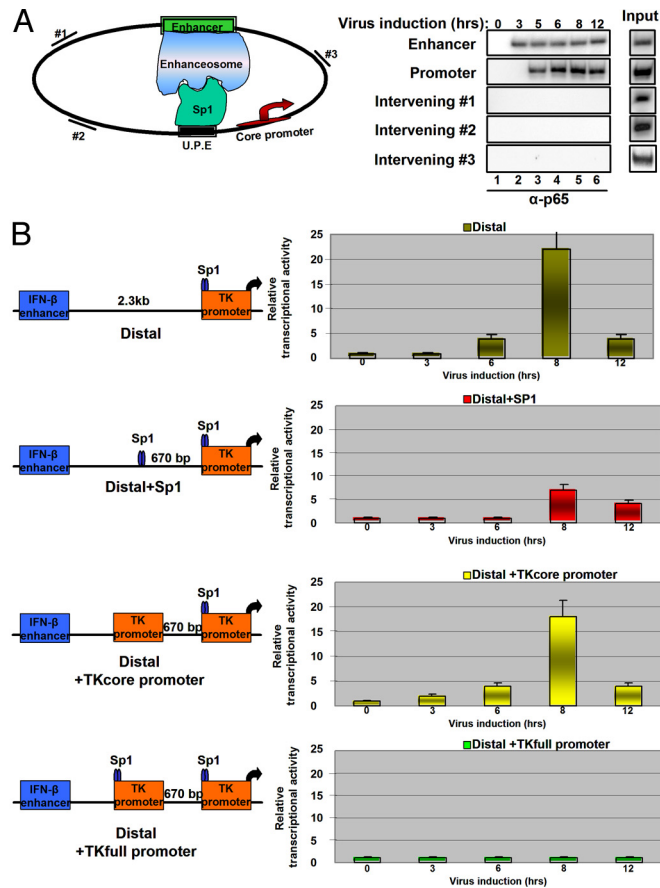 A
#1
Enhancer
Enhanceosome
#3
Sp1
#2
Core promoter
U.P.E
Virus induction (hrs): 0 3 5 6 8 12
Input
Enhancer
Promoter
Intervening #1
Intervening #2
Intervening #3
1 2 3 4 5 6
α-p65
B
IFN-β
enhancer
2.3kb
Sp1
TK
promoter
Distal
Distal
Relative
transcriptional activity
25
20
15
10
5
0
0 3 6 8 12
Virus induction (hrs)
IFN-β
enhancer
Sp1
670 bp
Sp1
TK
promoter
Distal+Sp1
Distal+SP1
Relative
transcriptional activity
25
20
15
10
5
0
0 3 6 8 12
Virus induction (hrs)
IFN-β
enhancer
TK
promoter
670 bp
Sp1
TK
promoter
Distal
+TKcore promoter
Distal +TKcore promoter
Relative
transcriptional activity
25
20
15
10
5
0
0 3 6 8 12
Virus induction (hrs)
IFN-β
enhancer
Sp1
TK
promoter
670 bp
Sp1
TK
promoter
Distal
+TKfull promoter
Distal +TKfull promoter
Relative
transcriptional activity
25
20
15
10
5
0
0 3 6 8 12
Virus induction (hrs)